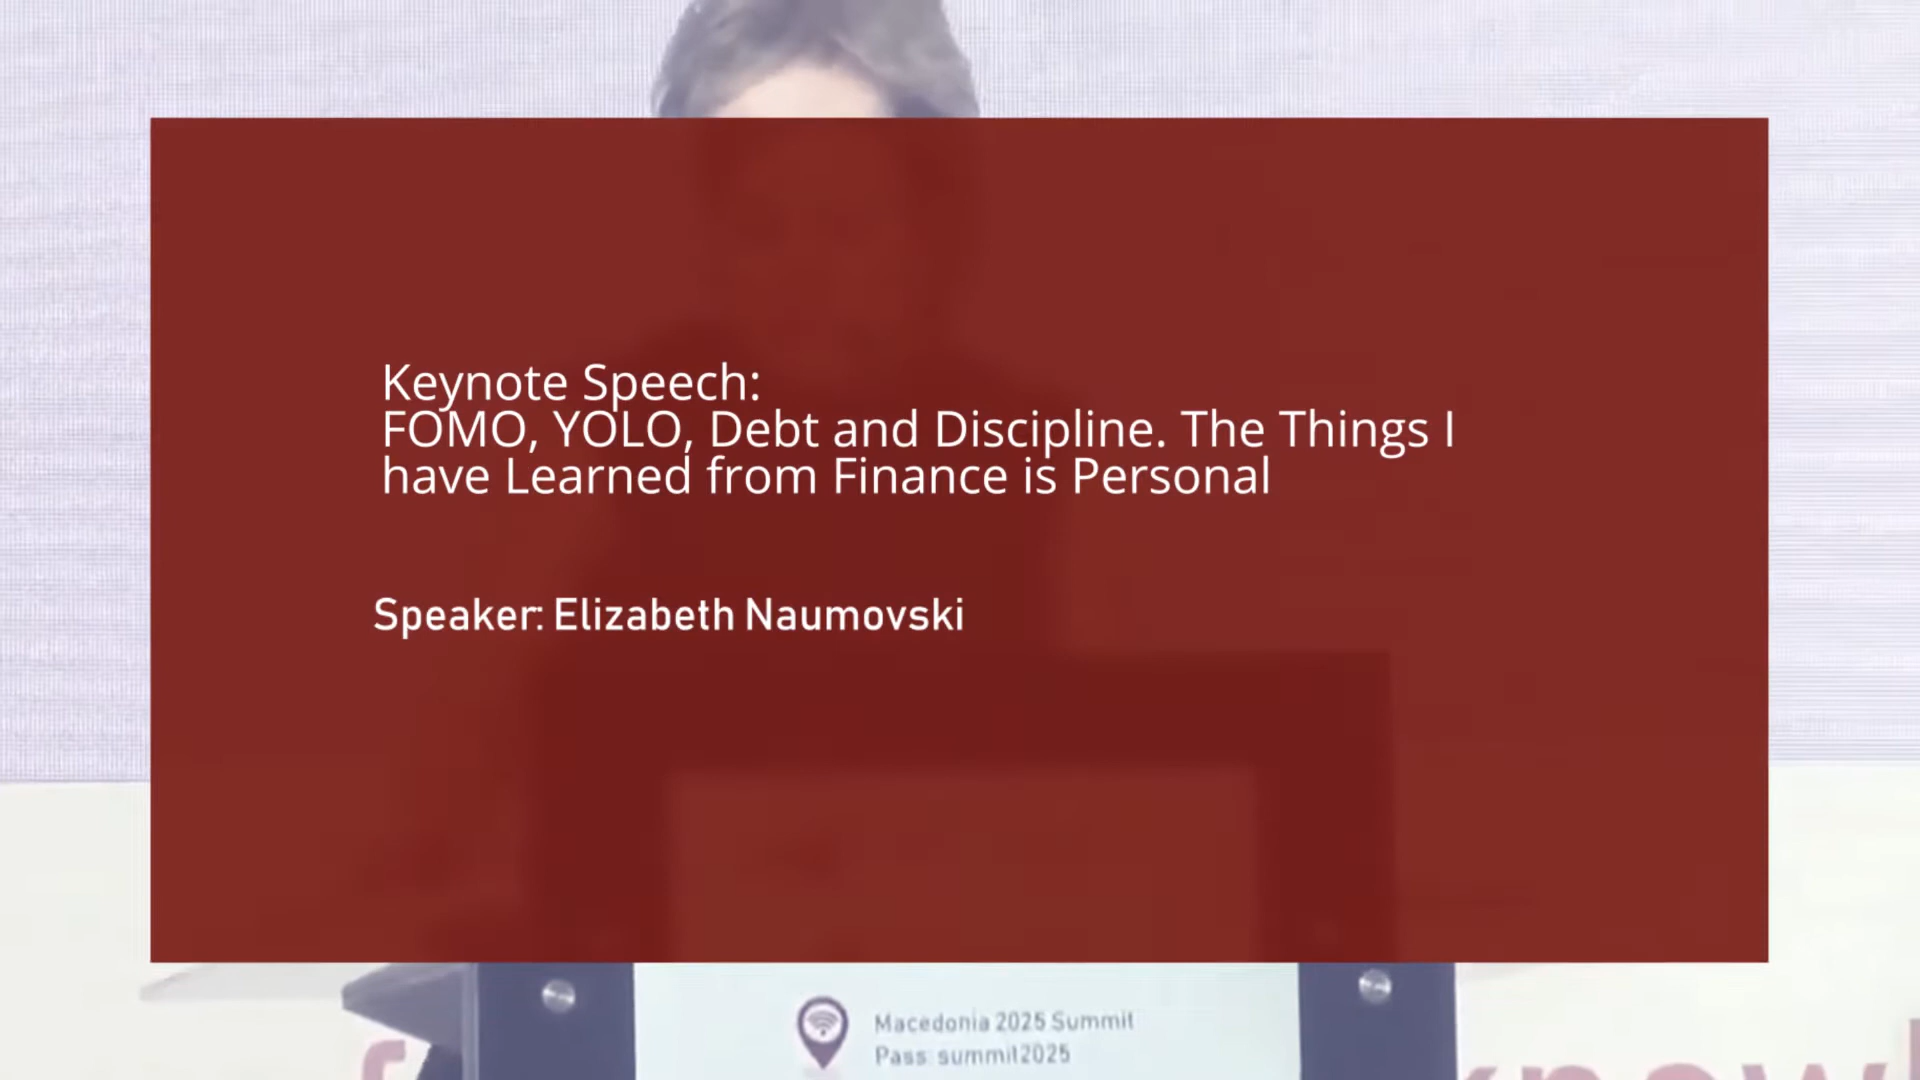 Keynote Speech:
FOMO, YOLO, Debt and Discipline. The Things I
have Learned from Finance is Personal
Speaker: Elizabeth Naumovski
Macedonia 2025 Summit
Pass: summit2025